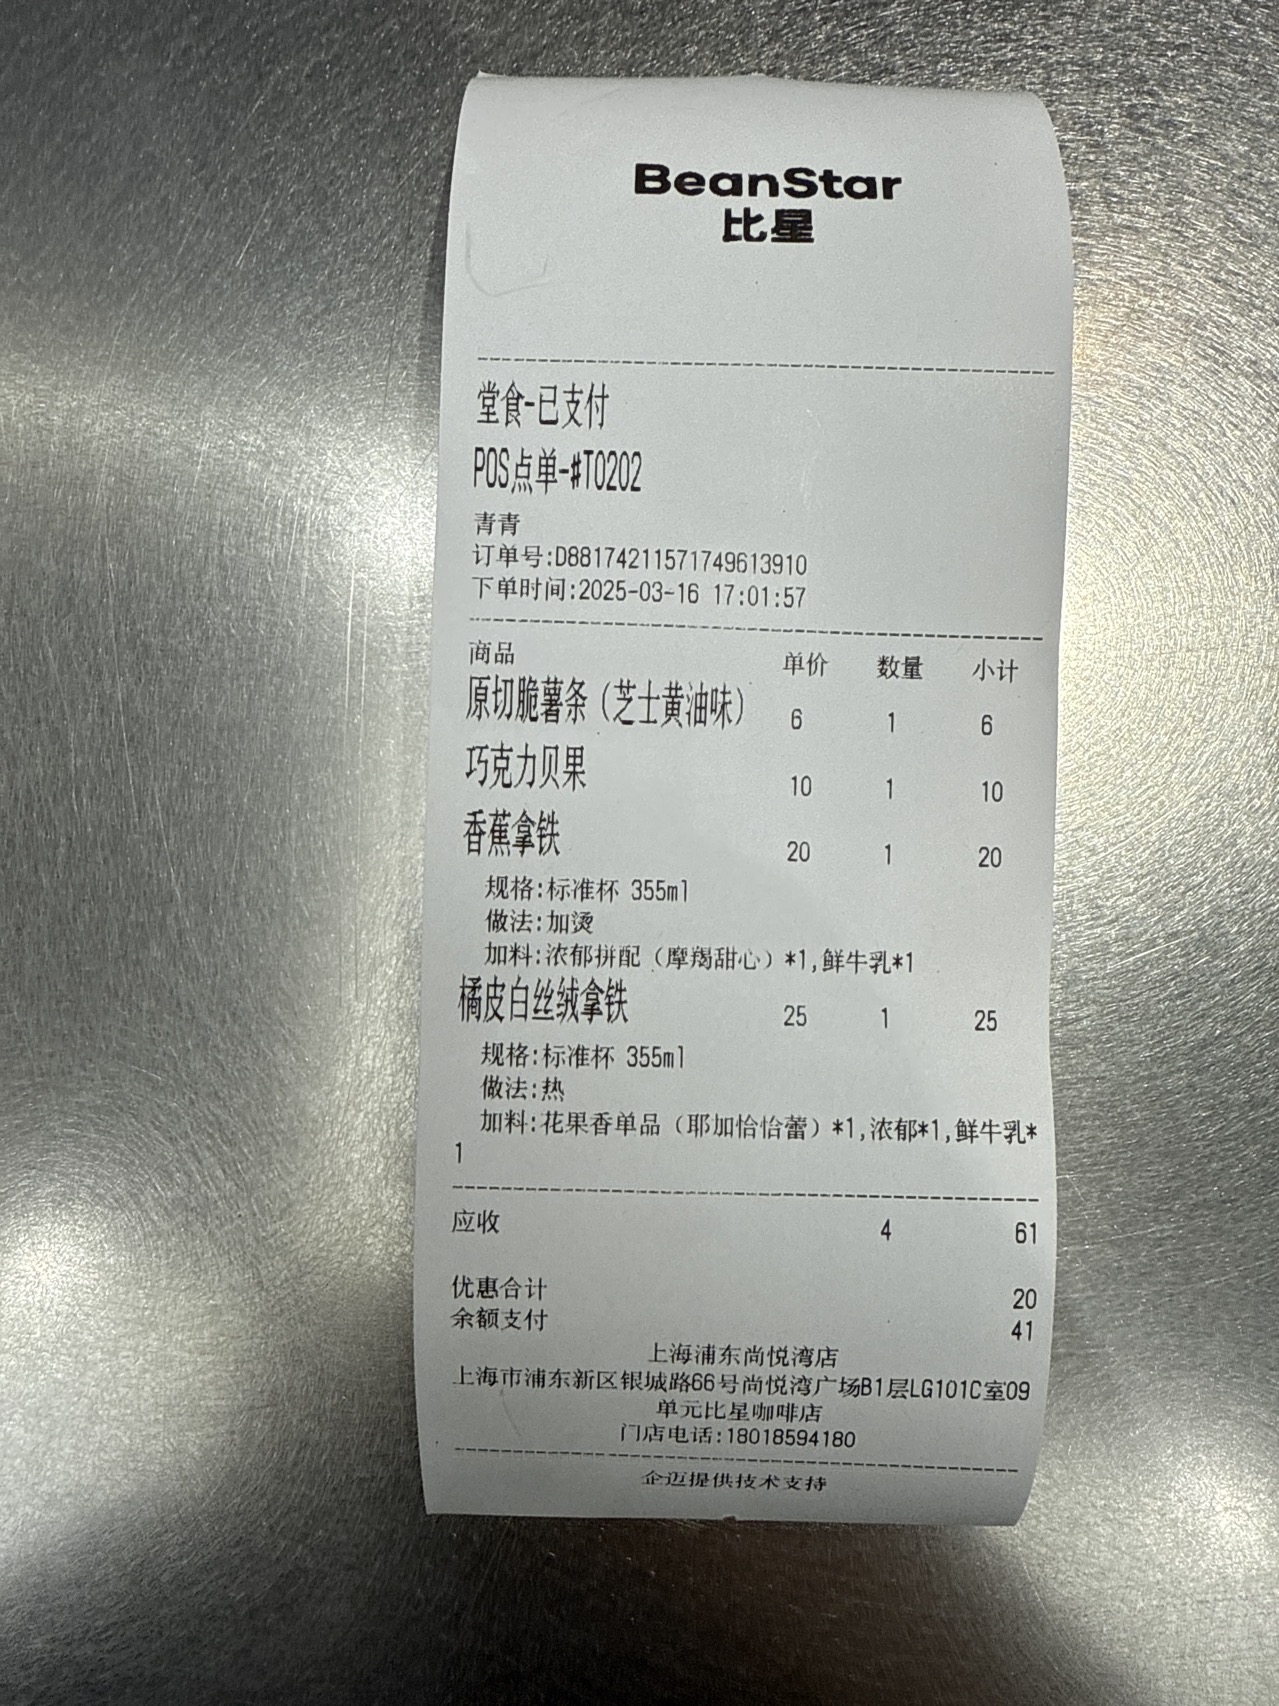 BeanStar
比星
堂食-已支付
POS点单-#T0202
青青
订单号:D881742115717496​13910
下单时间:2025-03-16 17:01:57
商品 单价 数量 小计
原切脆薯条（芝士黄油味） 6 1 6
巧克力贝果 10 1 10
香蕉拿铁 20 1 20
规格:标准杯 355ml
做法:加烫
加料:浓郁拼配（摩羯甜心）*1,鲜牛乳*1
橘皮白丝绒拿铁 25 1 25
规格:标准杯 355ml
做法:热
加料:花果香单品（耶加恰恰蕾）*1,浓郁*1,鲜牛乳*
1
应收 4 61
优惠合计 20
余额支付 41
上海浦东尚悦湾店
上海市浦东新区银城路66号尚悦湾广场B1层LG101C室09
单元比星咖啡店
门店电话:18018594180
企迈提供技术支持